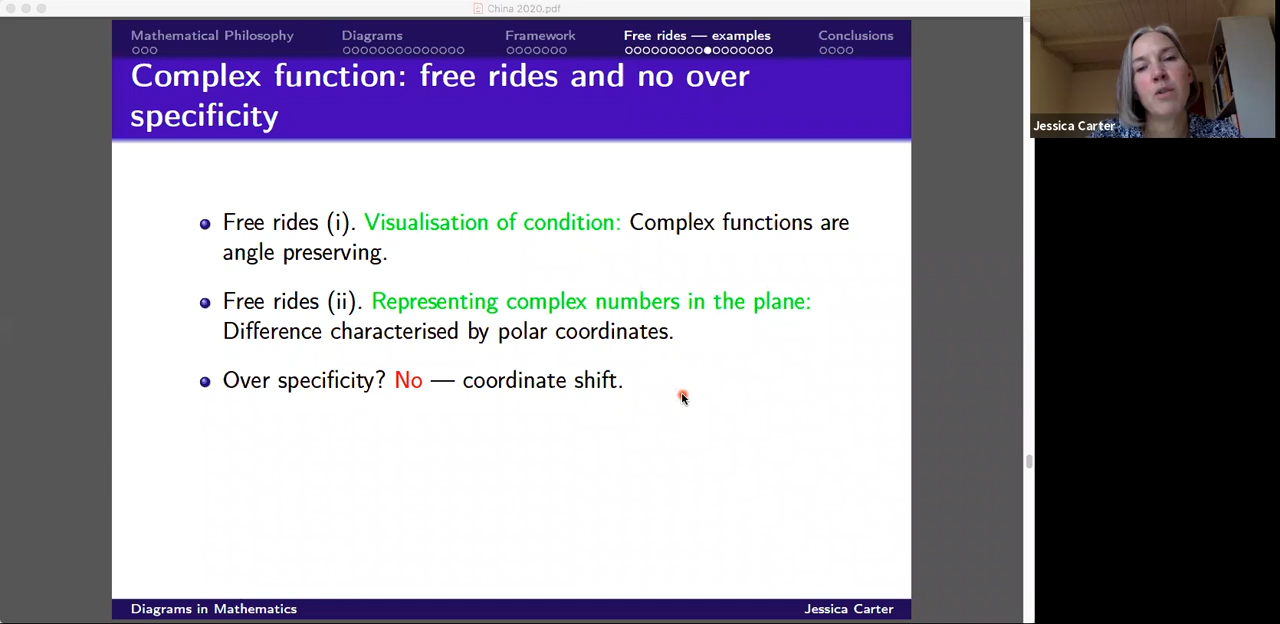 China 2020.pdf
Mathematical Philosophy Diagrams Framework Free rides — examples Conclusions
Complex function: free rides and no over
specificity
Jessica Carter
Free rides (i). Visualisation of condition: Complex functions are
angle preserving.
Free rides (ii). Representing complex numbers in the plane:
Difference characterised by polar coordinates.
Over specificity? No — coordinate shift.
Diagrams in Mathematics Jessica Carter